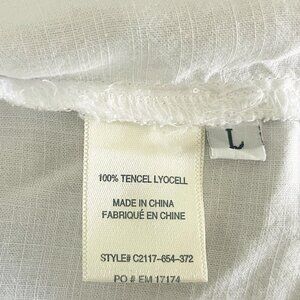 L
100% TENCEL LYOCELL
MADE IN CHINA
FABRIQUÉ EN CHINE
STYLE# C2117-654-372
PO # EM 17174